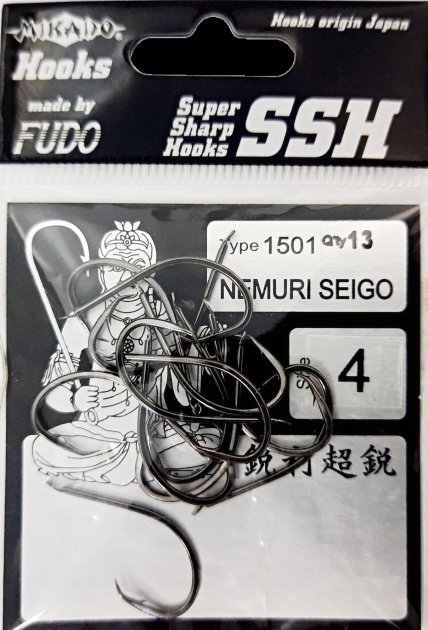 MIKADO®
Hooks
made by
FUDO
Hooks origin Japan
Super
Sharp
Hooks
SSH
Type 1501 Qty 13
NEMURI SEIGO
size
4
鋭利超鋭